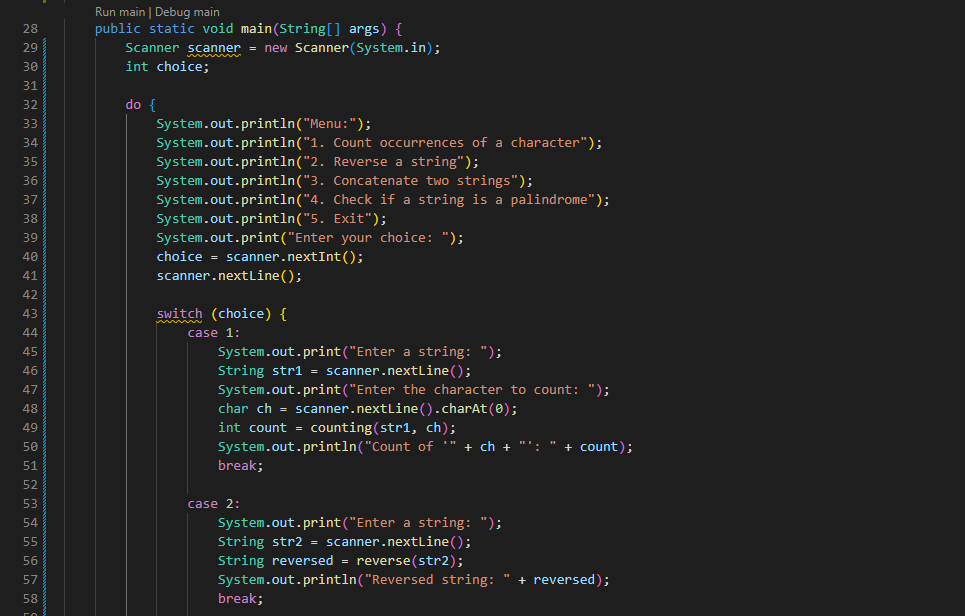 Run main | Debug main
28 public static void main(String[] args) {
29 Scanner scanner = new Scanner(System.in);
30 int choice;
31
32 do {
33 System.out.println("Menu:");
34 System.out.println("1. Count occurrences of a character");
35 System.out.println("2. Reverse a string");
36 System.out.println("3. Concatenate two strings");
37 System.out.println("4. Check if a string is a palindrome");
38 System.out.println("5. Exit");
39 System.out.print("Enter your choice: ");
40 choice = scanner.nextInt();
41 scanner.nextLine();
42
43 switch (choice) {
44 case 1:
45 System.out.print("Enter a string: ");
46 String str1 = scanner.nextLine();
47 System.out.print("Enter the character to count: ");
48 char ch = scanner.nextLine().charAt(0);
49 int count = counting(str1, ch);
50 System.out.println("Count of '" + ch + "': " + count);
51 break;
52
53 case 2:
54 System.out.print("Enter a string: ");
55 String str2 = scanner.nextLine();
56 String reversed = reverse(str2);
57 System.out.println("Reversed string: " + reversed);
58 break;